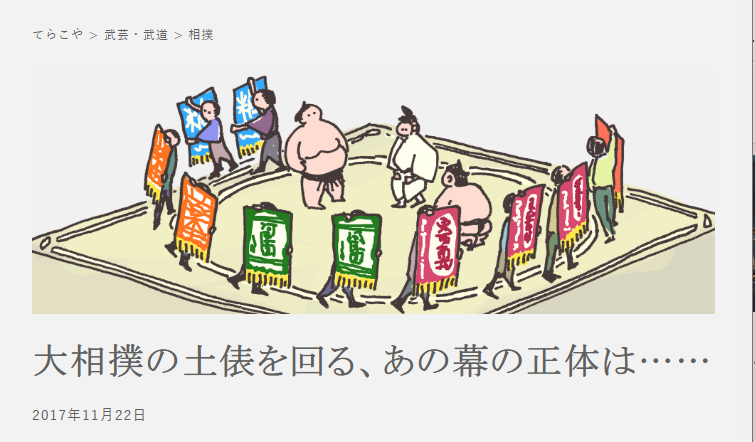 てらこや > 武芸・武道 > 相撲
大相撲の土俵を回る、あの幕の正体は……
2017年11月22日